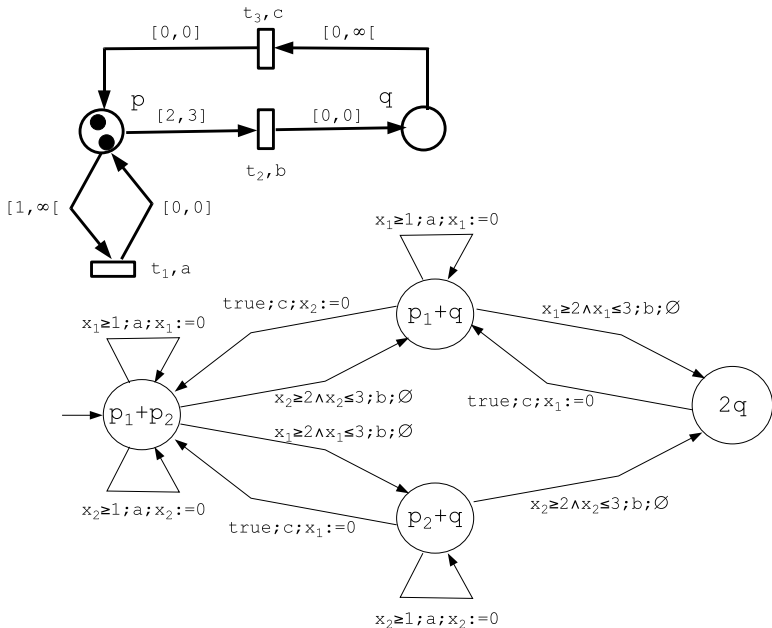 t₃,c
[0,0]
[0,∞[
p
q
[2,3]
[0,0]
t₂,b
[1,∞[
[0,0]
t₁,a
x₁≥1;a;x₁:=0
true;c;x₂:=0
p₁+q
x₁≥2∧x₁≤3;b;∅
x₁≥1;a;x₁:=0
x₂≥2∧x₂≤3;b;∅
true;c;x₁:=0
p₁+p₂
2q
x₁≥2∧x₁≤3;b;∅
x₂≥1;a;x₂:=0
true;c;x₁:=0
p₂+q
x₂≥2∧x₂≤3;b;∅
x₂≥1;a;x₂:=0